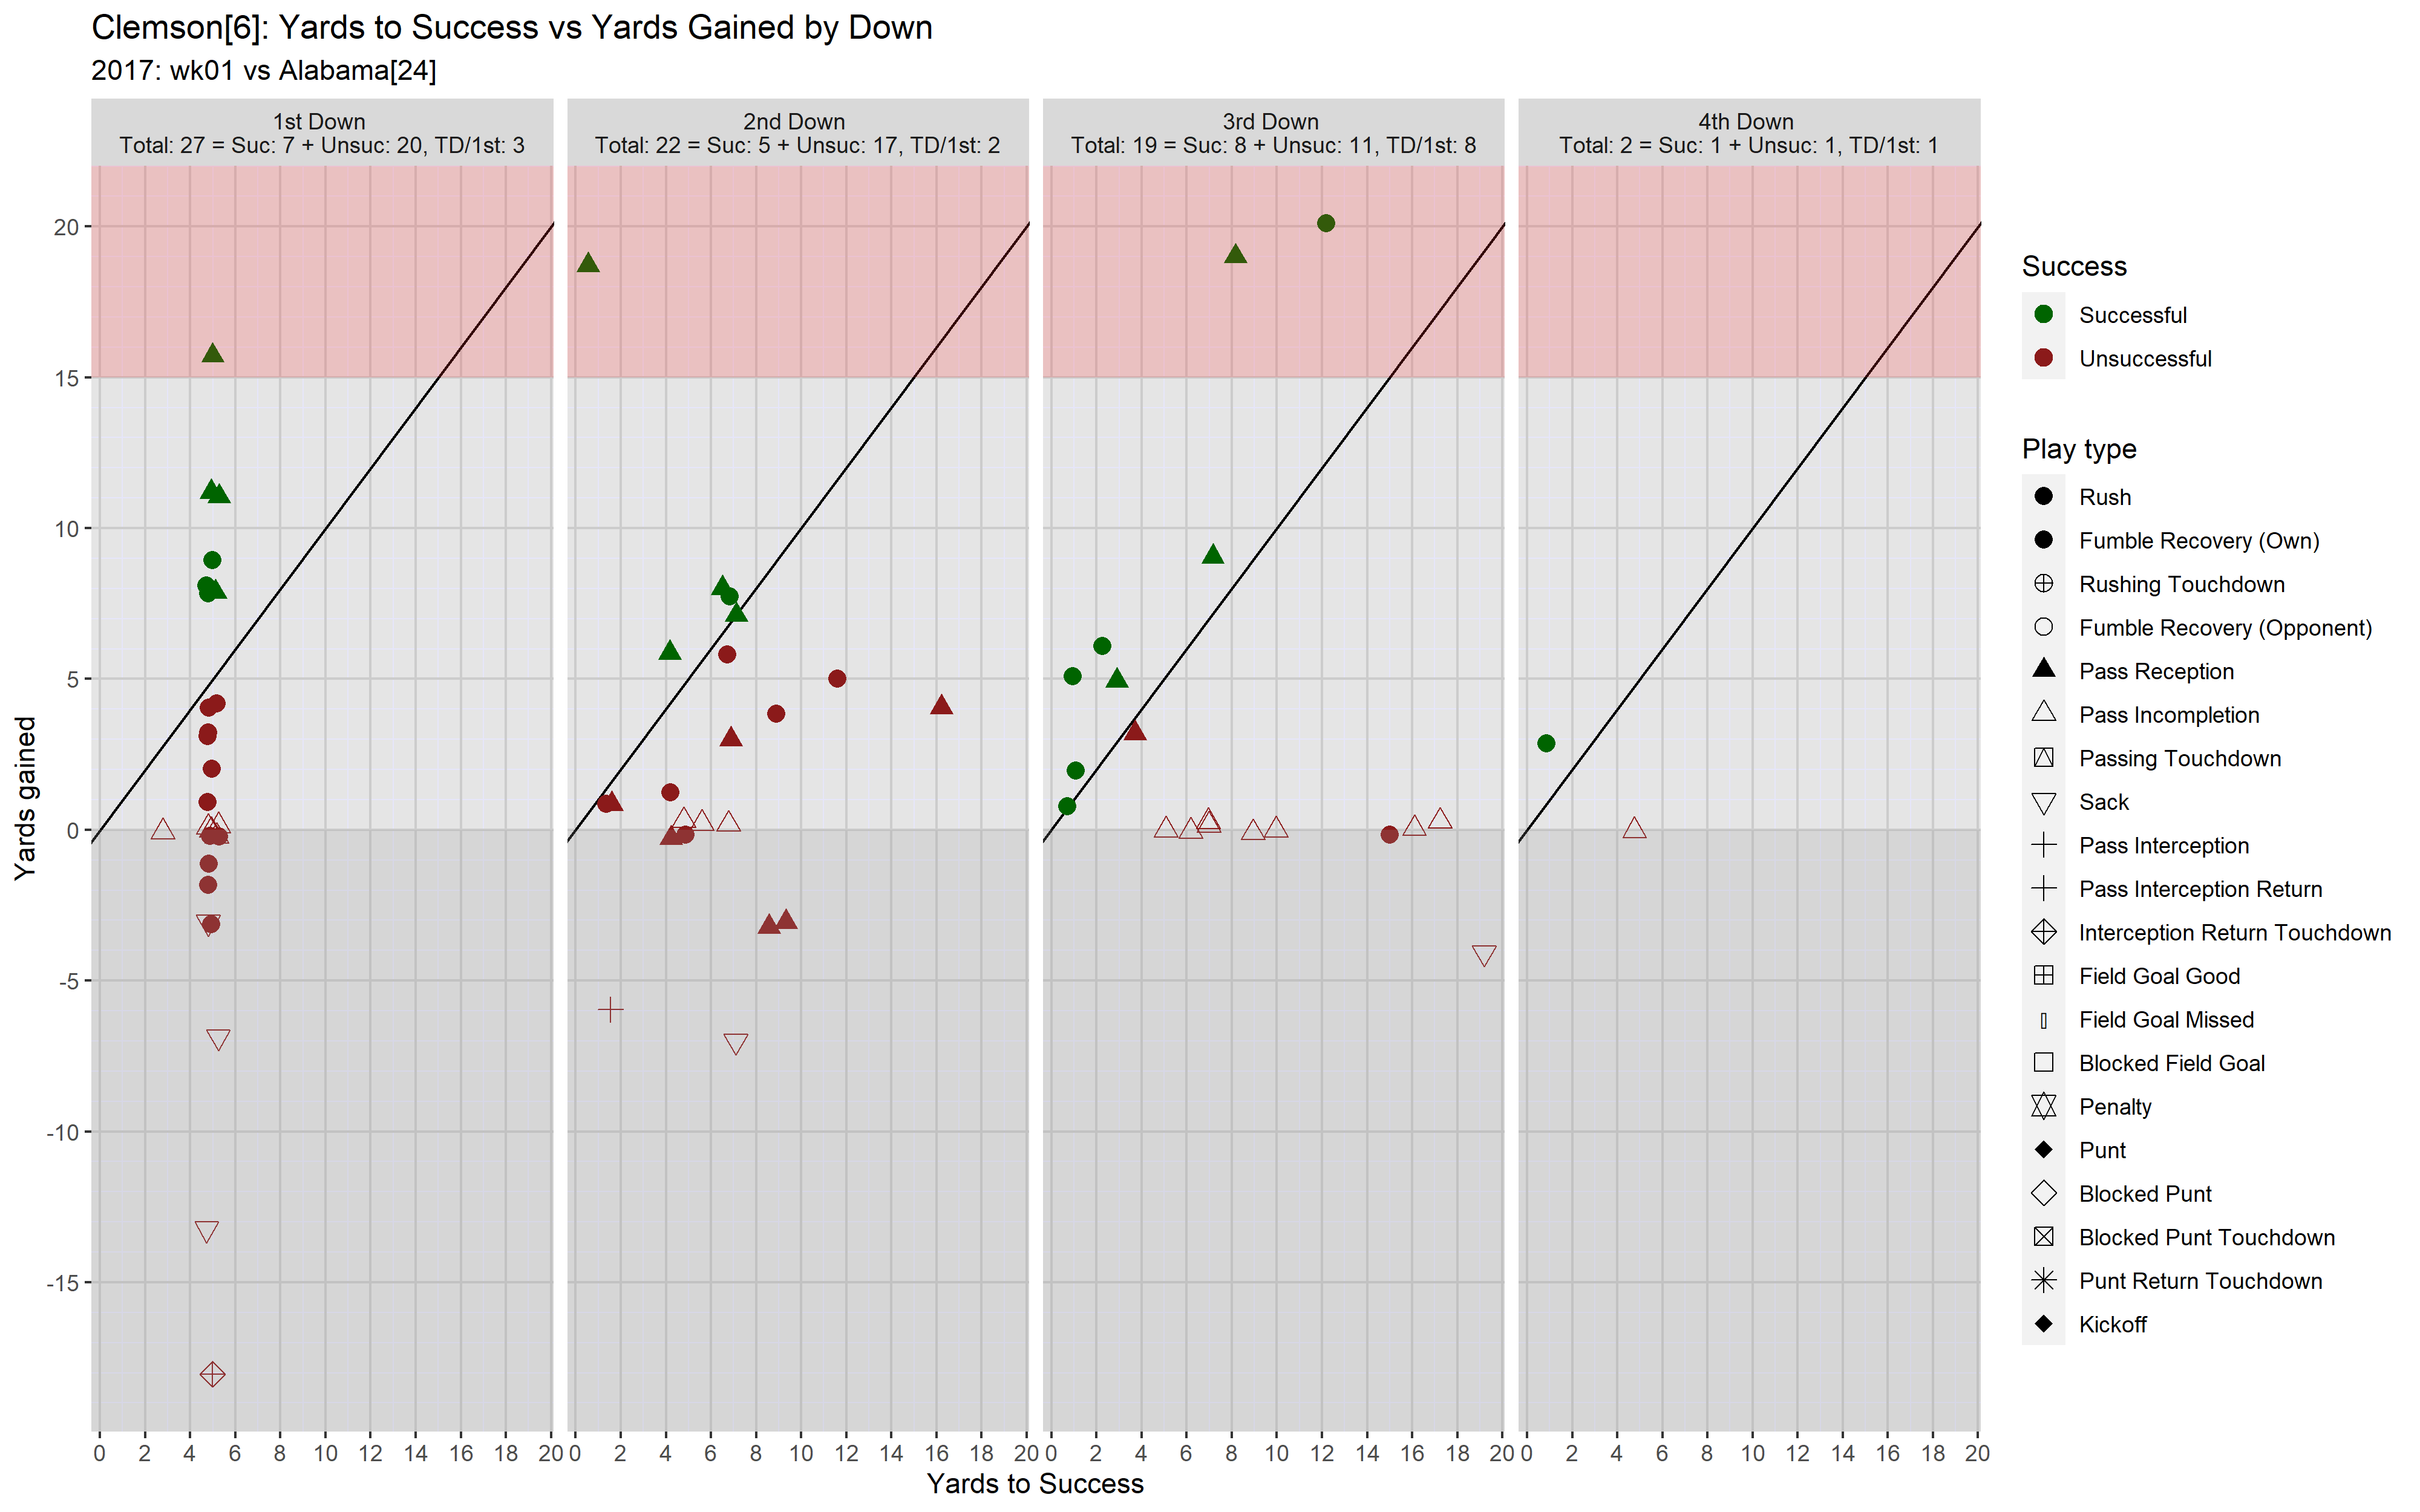 Clemson[6]: Yards to Success vs Yards Gained by Down
2017: wk01 vs Alabama[24]
1st Down
Total: 27 = Suc: 7 + Unsuc: 20, TD/1st: 3
2nd Down
Total: 22 = Suc: 5 + Unsuc: 17, TD/1st: 2
3rd Down
Total: 19 = Suc: 8 + Unsuc: 11, TD/1st: 8
4th Down
Total: 2 = Suc: 1 + Unsuc: 1, TD/1st: 1
Yards gained
20
15
10
5
0
-5
-10
-15
0 2 4 6 8 10 12 14 16 18 20
0 2 4 6 8 10 12 14 16 18 20
0 2 4 6 8 10 12 14 16 18 20
0 2 4 6 8 10 12 14 16 18 20
Yards to Success
Success
Successful
Unsuccessful
Play type
Rush
Fumble Recovery (Own)
Rushing Touchdown
Fumble Recovery (Opponent)
Pass Reception
Pass Incompletion
Passing Touchdown
Sack
Pass Interception
Pass Interception Return
Interception Return Touchdown
Field Goal Good
Field Goal Missed
Blocked Field Goal
Penalty
Punt
Blocked Punt
Blocked Punt Touchdown
Punt Return Touchdown
Kickoff